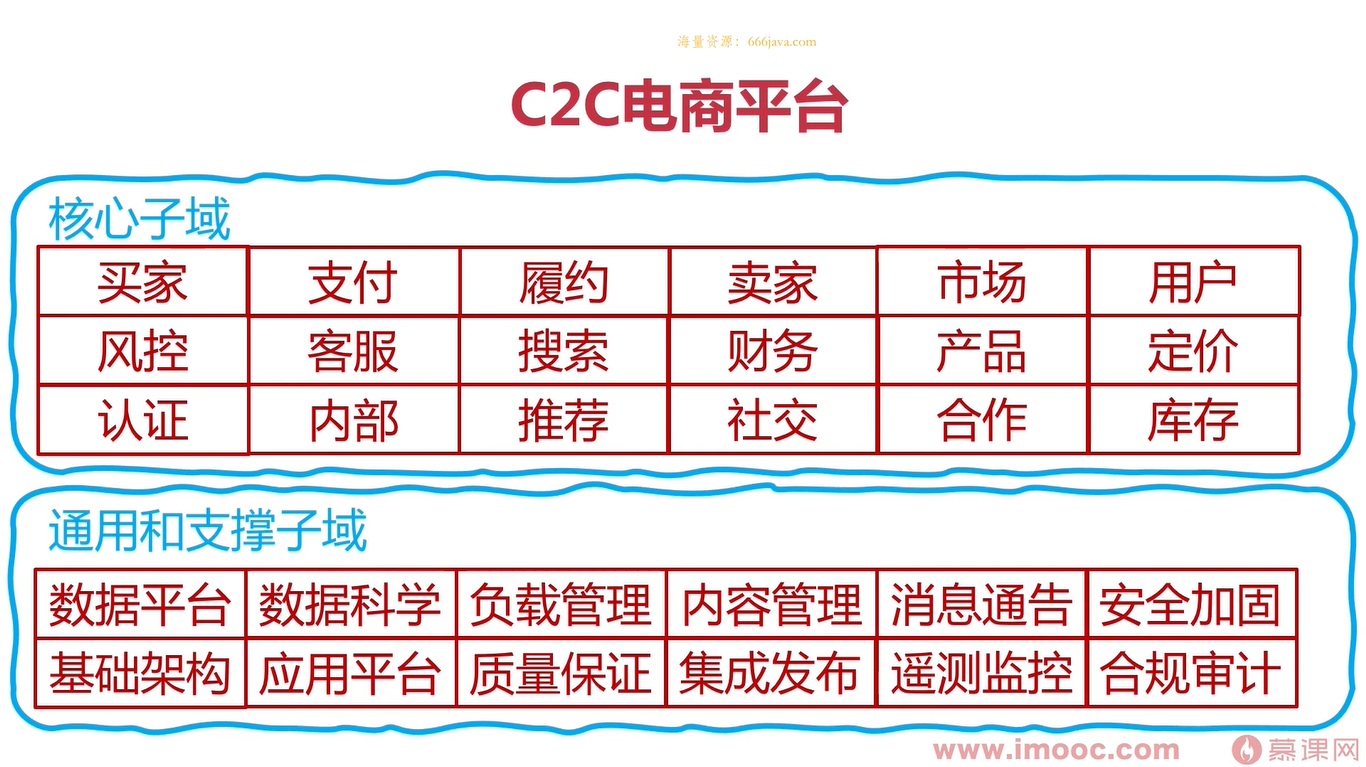 海量资源：666java.com
C2C电商平台
核心子域
买家 支付 履约 卖家 市场 用户
风控 客服 搜索 财务 产品 定价
认证 内部 推荐 社交 合作 库存
通用和支撑子域
数据平台 数据科学 负载管理 内容管理 消息通告 安全加固
基础架构 应用平台 质量保证 集成发布 遥测监控 合规审计
www.imooc.com 慕课网